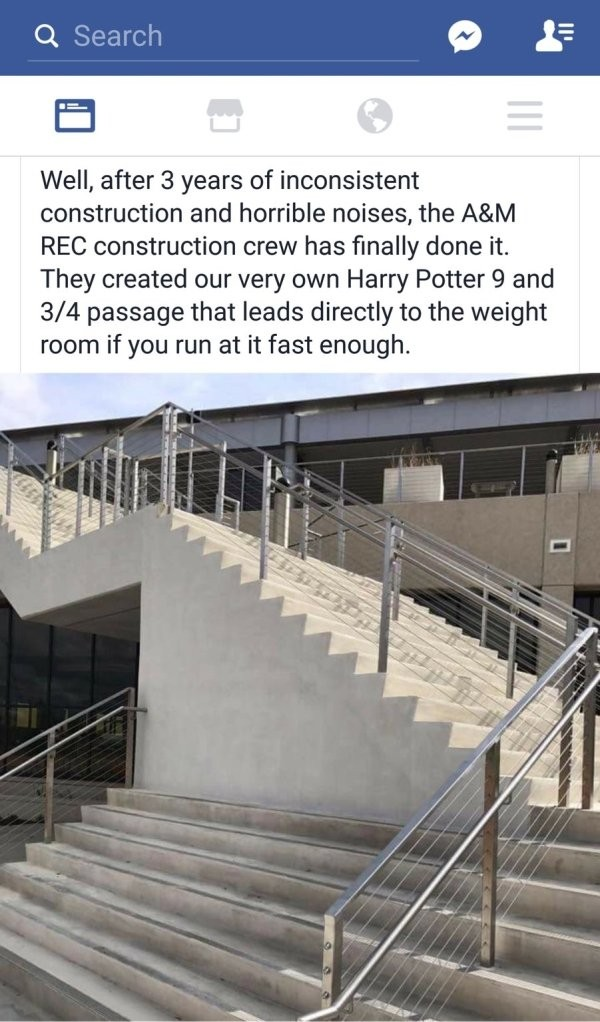 Search
Well, after 3 years of inconsistent
construction and horrible noises, the A&M
REC construction crew has finally done it.
They created our very own Harry Potter 9 and
3/4 passage that leads directly to the weight
room if you run at it fast enough.